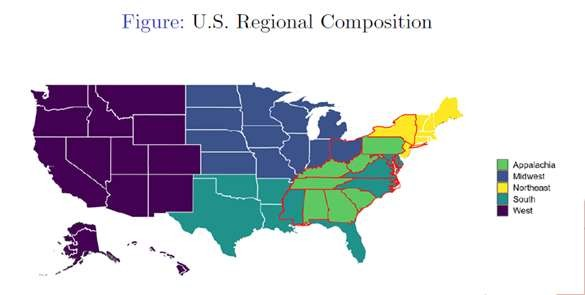 Figure: U.S. Regional Composition
Appalachia
Midwest
Northeast
South
West